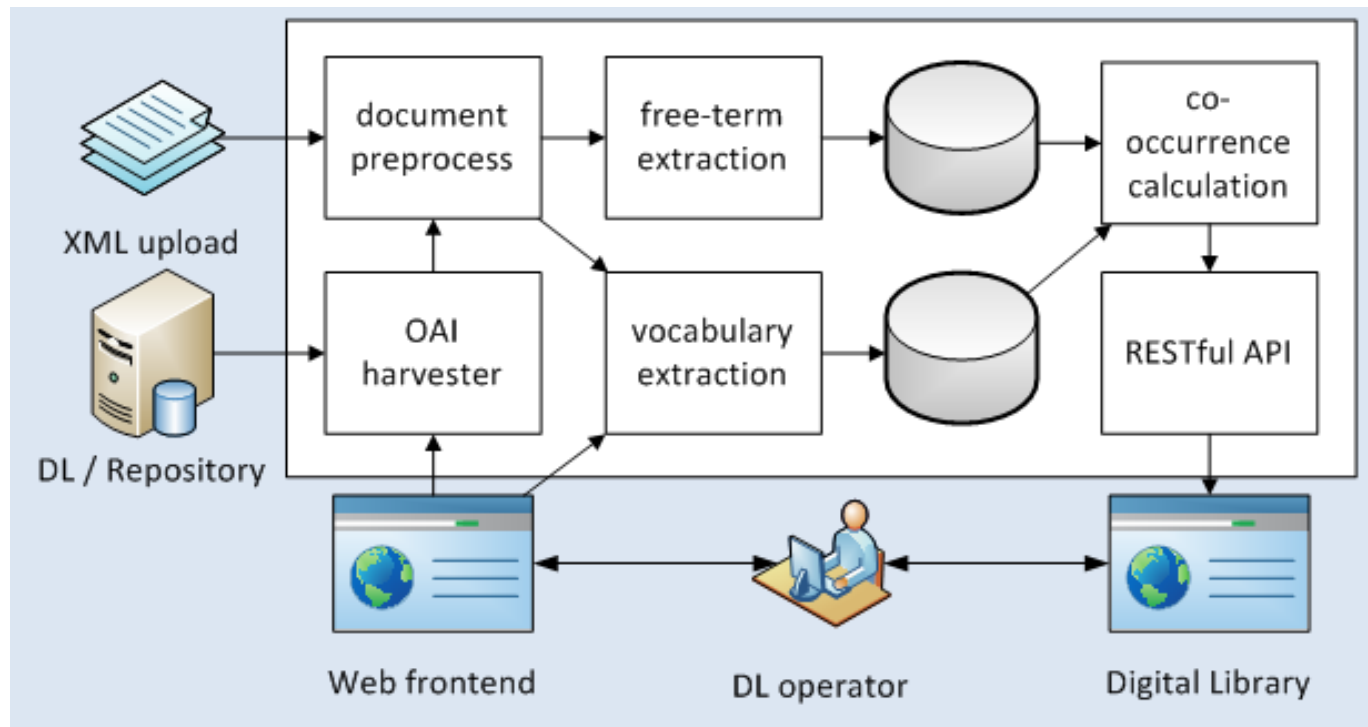 document
preprocess
free-term
extraction
co-
occurrence
calculation
XML upload
OAI
harvester
vocabulary
extraction
RESTful API
DL / Repository
Web frontend
DL operator
Digital Library